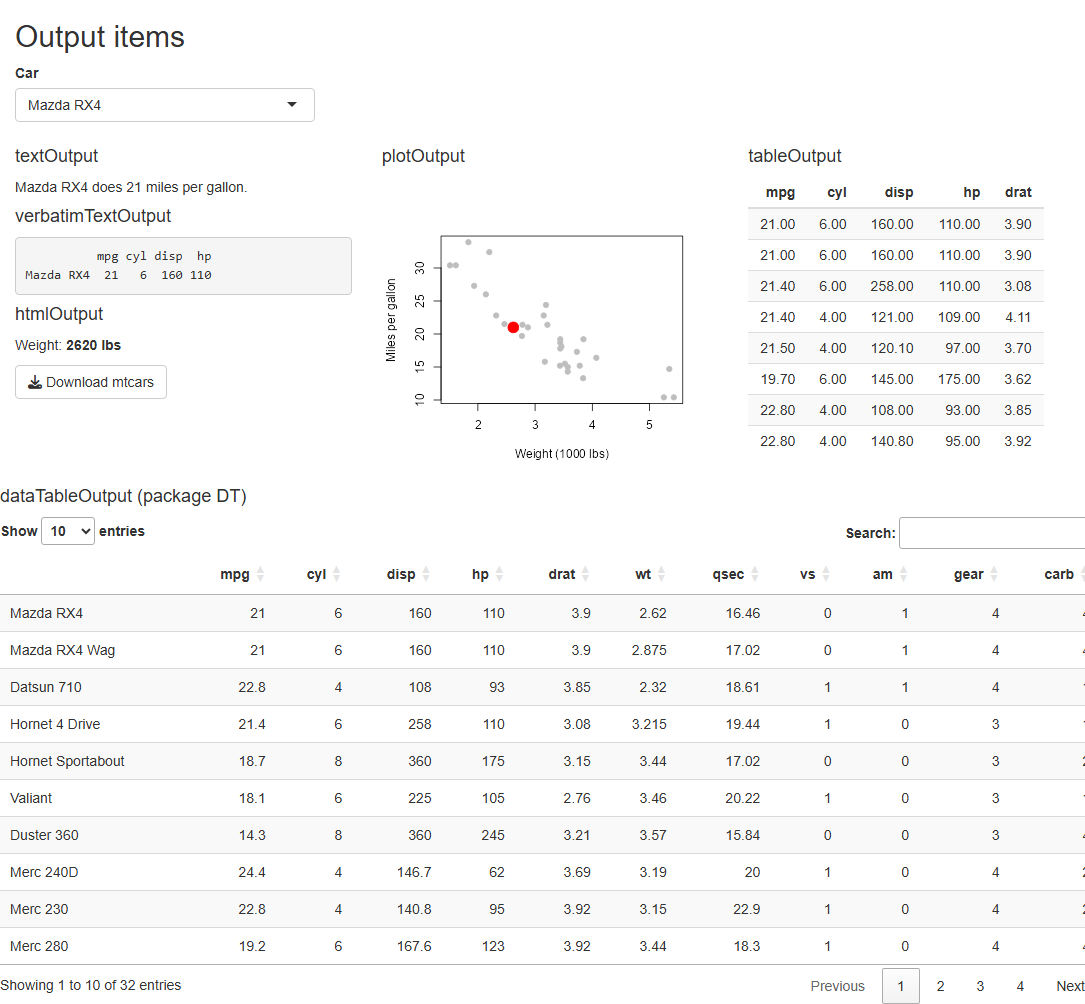 Output items
Car
Mazda RX4
textOutput
Mazda RX4 does 21 miles per gallon.
verbatimTextOutput
mpg cyl disp hp
Mazda RX4 21 6 160 110
htmlOutput
Weight: 2620 lbs
Download mtcars
plotOutput
Miles per gallon
30
25
20
15
10
2 3 4 5
Weight (1000 lbs)
tableOutput
mpg cyl disp hp drat
21.00 6.00 160.00 110.00 3.90
21.00 6.00 160.00 110.00 3.90
21.40 6.00 258.00 110.00 3.08
21.40 4.00 121.00 109.00 4.11
21.50 4.00 120.10 97.00 3.70
19.70 6.00 145.00 175.00 3.62
22.80 4.00 108.00 93.00 3.85
22.80 4.00 140.80 95.00 3.92
dataTableOutput (package DT)
Show 10 entries
Search:
mpg cyl disp hp drat wt qsec vs am gear carb
Mazda RX4 21 6 160 110 3.9 2.62 16.46 0 1 4
Mazda RX4 Wag 21 6 160 110 3.9 2.875 17.02 0 1 4
Datsun 710 22.8 4 108 93 3.85 2.32 18.61 1 1 4
Hornet 4 Drive 21.4 6 258 110 3.08 3.215 19.44 1 0 3
Hornet Sportabout 18.7 8 360 175 3.15 3.44 17.02 0 0 3
Valiant 18.1 6 225 105 2.76 3.46 20.22 1 0 3
Duster 360 14.3 8 360 245 3.21 3.57 15.84 0 0 3
Merc 240D 24.4 4 146.7 62 3.69 3.19 20 1 0 4
Merc 230 22.8 4 140.8 95 3.92 3.15 22.9 1 0 4
Merc 280 19.2 6 167.6 123 3.92 3.44 18.3 1 0 4
Showing 1 to 10 of 32 entries
Previous 1 2 3 4 Next